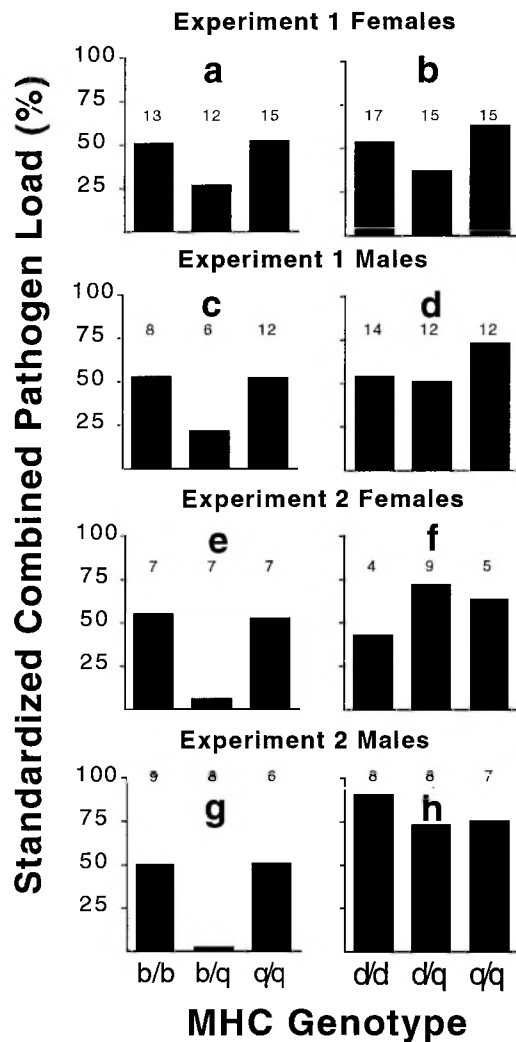 Experiment 1 Females
a
b
100
75
50
25
13 12 15
17 15 15
Experiment 1 Males
c
d
100
75
50
25
8 6 12
14 12 12
Experiment 2 Females
e
f
100
75
50
25
7 7 7
4 9 5
Experiment 2 Males
g
h
100
75
50
25
9 8 6
8 8 7
b/b b/q q/q
d/d d/q q/q
MHC Genotype
Standardized Combined Pathogen Load (%)